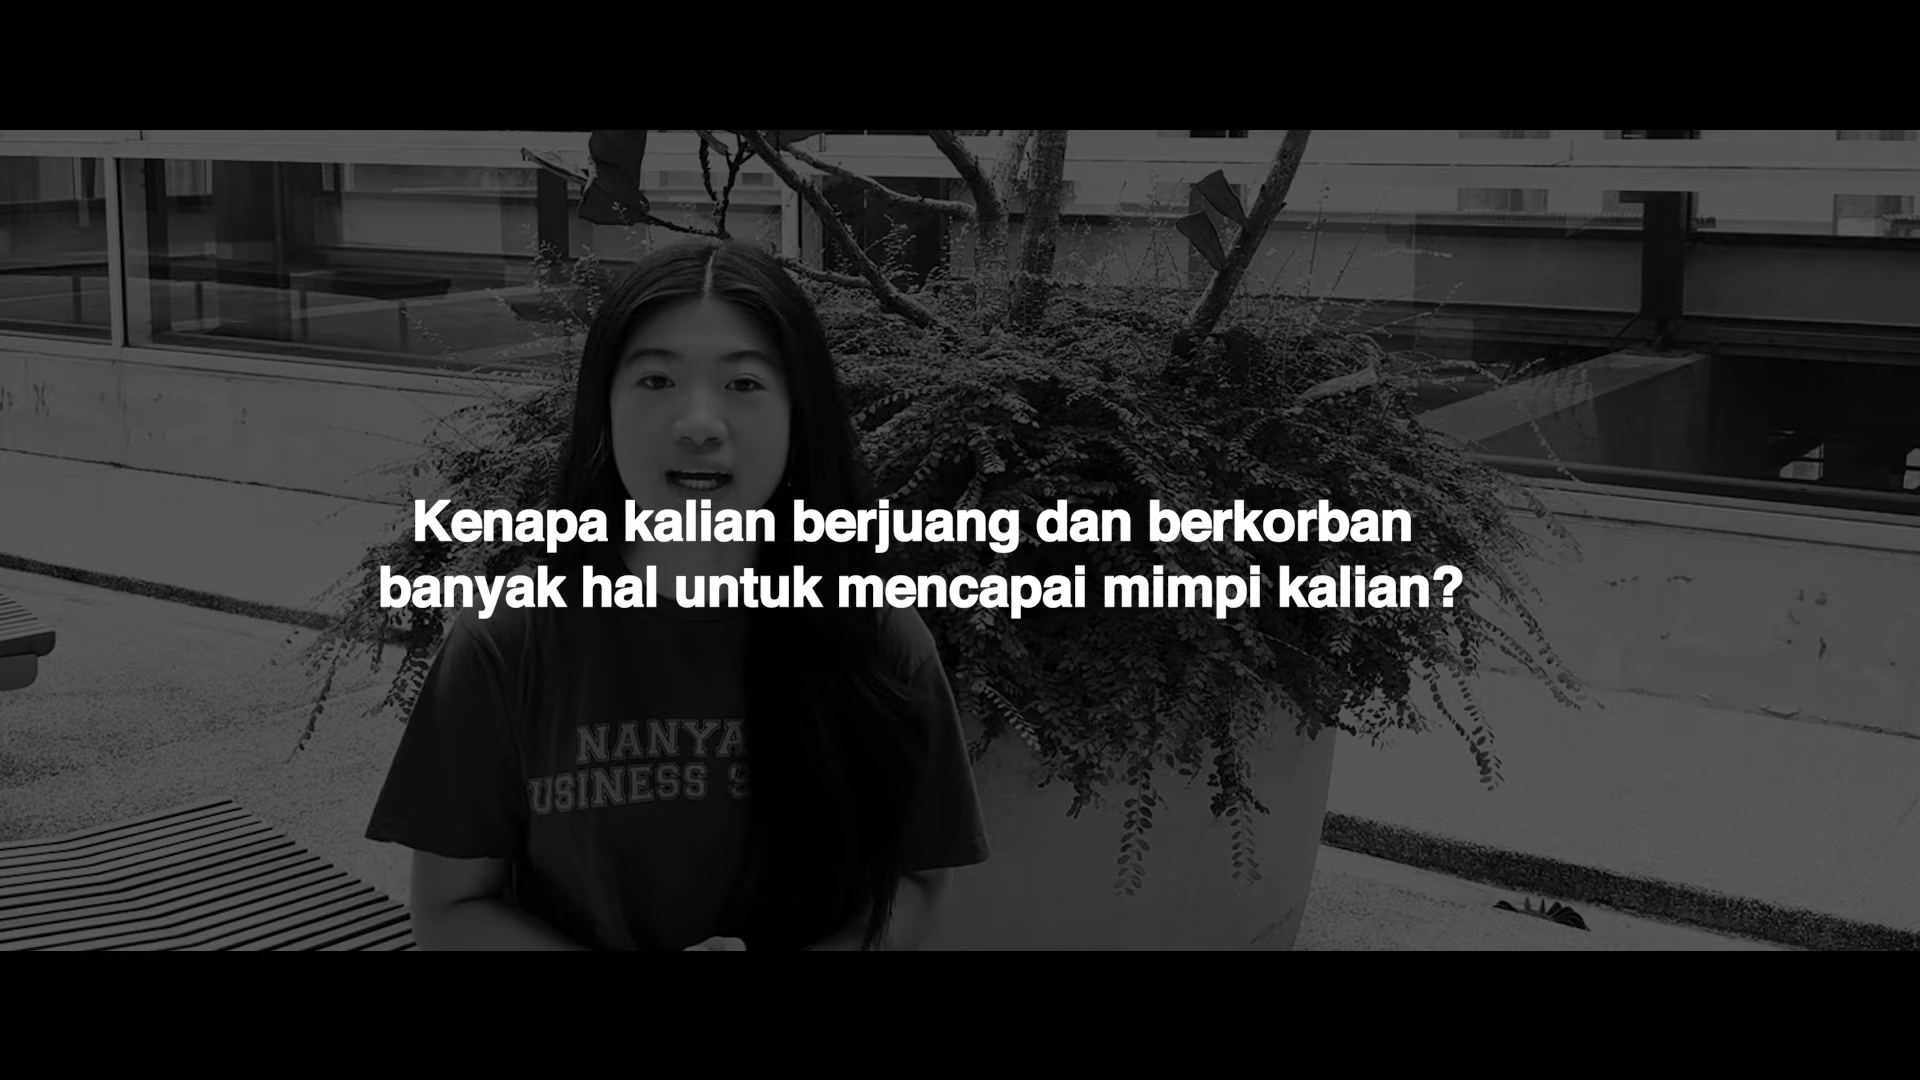 Kenapa kalian berjuang dan berkorban
banyak hal untuk mencapai mimpi kalian?
NANYA
USINESS S